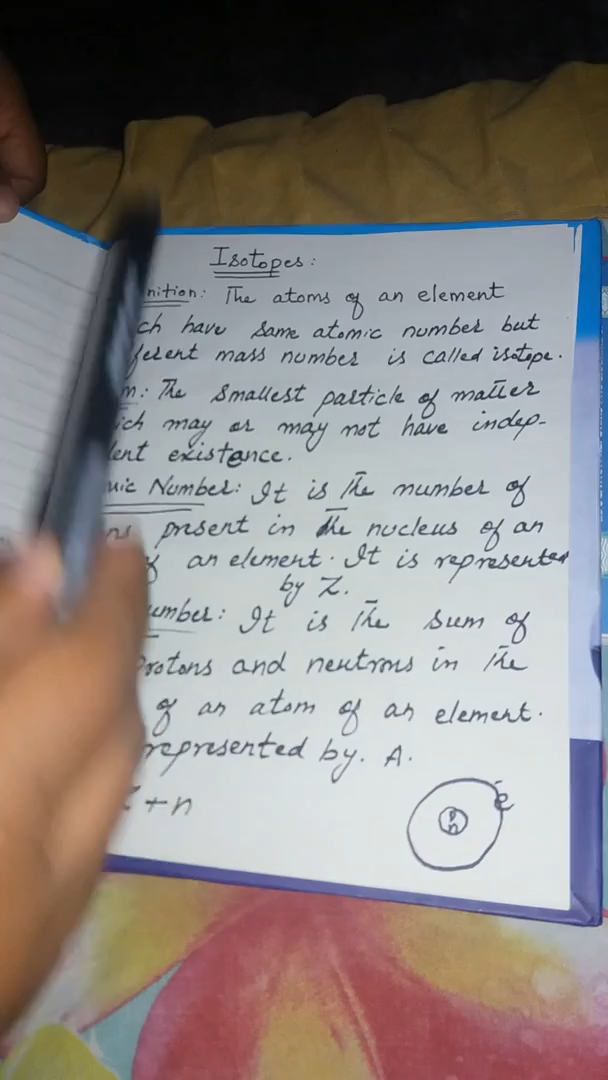 Isotopes:
nition: The atoms of an element
ch have same atomic number but
ferent mass number is called isotope.
m: The smallest particle of matter
ich may or may not have indep-
dent existance.
mic Number: It is the number of
ns present in the nucleus of an
of an element. It is represented
by Z.
umber: It is the sum of
protons and neutrons in the
of an atom of an element.
represented by. A.
+ n
p
n
e